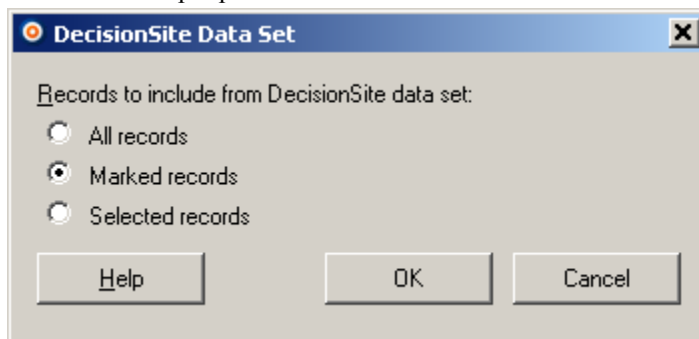 DecisionSite Data Set
Records to include from DecisionSite data set:
All records
Marked records
Selected records
Help OK Cancel